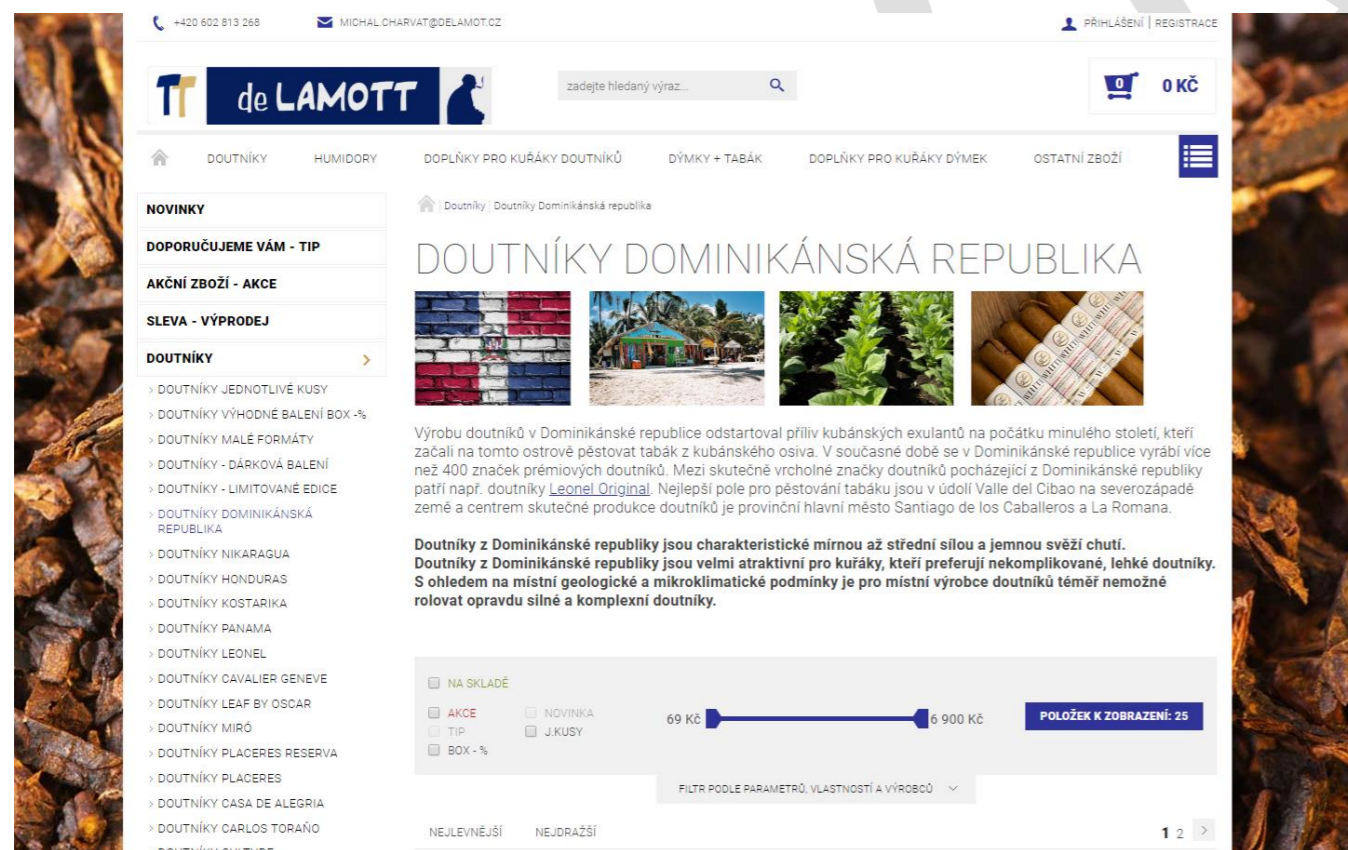 +420 602 813 268
MICHAL.CHARVAT@DELAMOT.CZ
PŘIHLÁŠENÍ | REGISTRACE
TT de LAMOTT
zadejte hledaný výraz...
0
0 KČ
DOUTNÍKY
HUMIDORY
DOPLŇKY PRO KUŘÁKY DOUTNÍKŮ
DÝMKY + TABÁK
DOPLŇKY PRO KUŘÁKY DÝMEK
OSTATNÍ ZBOŽÍ
NOVINKY
DOPORUČUJEME VÁM - TIP
AKČNÍ ZBOŽÍ - AKCE
SLEVA - VÝPRODEJ
DOUTNÍKY >
> DOUTNÍKY JEDNOTLIVÉ KUSY
> DOUTNÍKY VÝHODNÉ BALENÍ BOX -%
> DOUTNÍKY MALÉ FORMÁTY
> DOUTNÍKY - DÁRKOVÁ BALENÍ
> DOUTNÍKY - LIMITOVANÉ EDICE
> DOUTNÍKY DOMINIKÁNSKÁ
REPUBLIKA
> DOUTNÍKY NIKARAGUA
> DOUTNÍKY HONDURAS
> DOUTNÍKY KOSTARIKA
> DOUTNÍKY PANAMA
> DOUTNÍKY LEONEL
> DOUTNÍKY CAVALIER GENEVE
> DOUTNÍKY LEAF BY OSCAR
> DOUTNÍKY MIRÓ
> DOUTNÍKY PLACERES RESERVA
> DOUTNÍKY PLACERES
> DOUTNÍKY CASA DE ALEGRIA
> DOUTNÍKY CARLOS TORAÑO
| Doutníky | Doutníky Dominikánská republika
DOUTNÍKY DOMINIKÁNSKÁ REPUBLIKA
Výrobu doutníků v Dominikánské republice odstartoval příliv kubánských exulantů na počátku minulého století, kteří
začali na tomto ostrově pěstovat tabák z kubánského osiva. V současné době se v Dominikánské republice vyrábí více
než 400 značek prémiových doutníků. Mezi skutečně vrcholné značky doutníků pocházející z Dominikánské republiky
patří např. doutníky Leonel Original. Nejlepší pole pro pěstování tabáku jsou v údolí Valle del Cibao na severozápadě
země a centrem skutečné produkce doutníků je provinční hlavní město Santiago de los Caballeros a La Romana.
Doutníky z Dominikánské republiky jsou charakteristické mírnou až střední sílou a jemnou svěží chutí.
Doutníky z Dominikánské republiky jsou velmi atraktivní pro kuřáky, kteří preferují nekomplikované, lehké doutníky.
S ohledem na místní geologické a mikroklimatické podmínky je pro místní výrobce doutníků téměř nemožné
rolovat opravdu silné a komplexní doutníky.
NA SKLADĚ
AKCE
NOVINKA
TIP
J.KUSY
BOX - %
69 Kč
6 900 Kč
POLOŽEK K ZOBRAZENÍ: 25
FILTR PODLE PARAMETRŮ, VLASTNOSTÍ A VÝROBCŮ
NEJLEVNĚJŠÍ
NEJDRAŽŠÍ
1 2 >